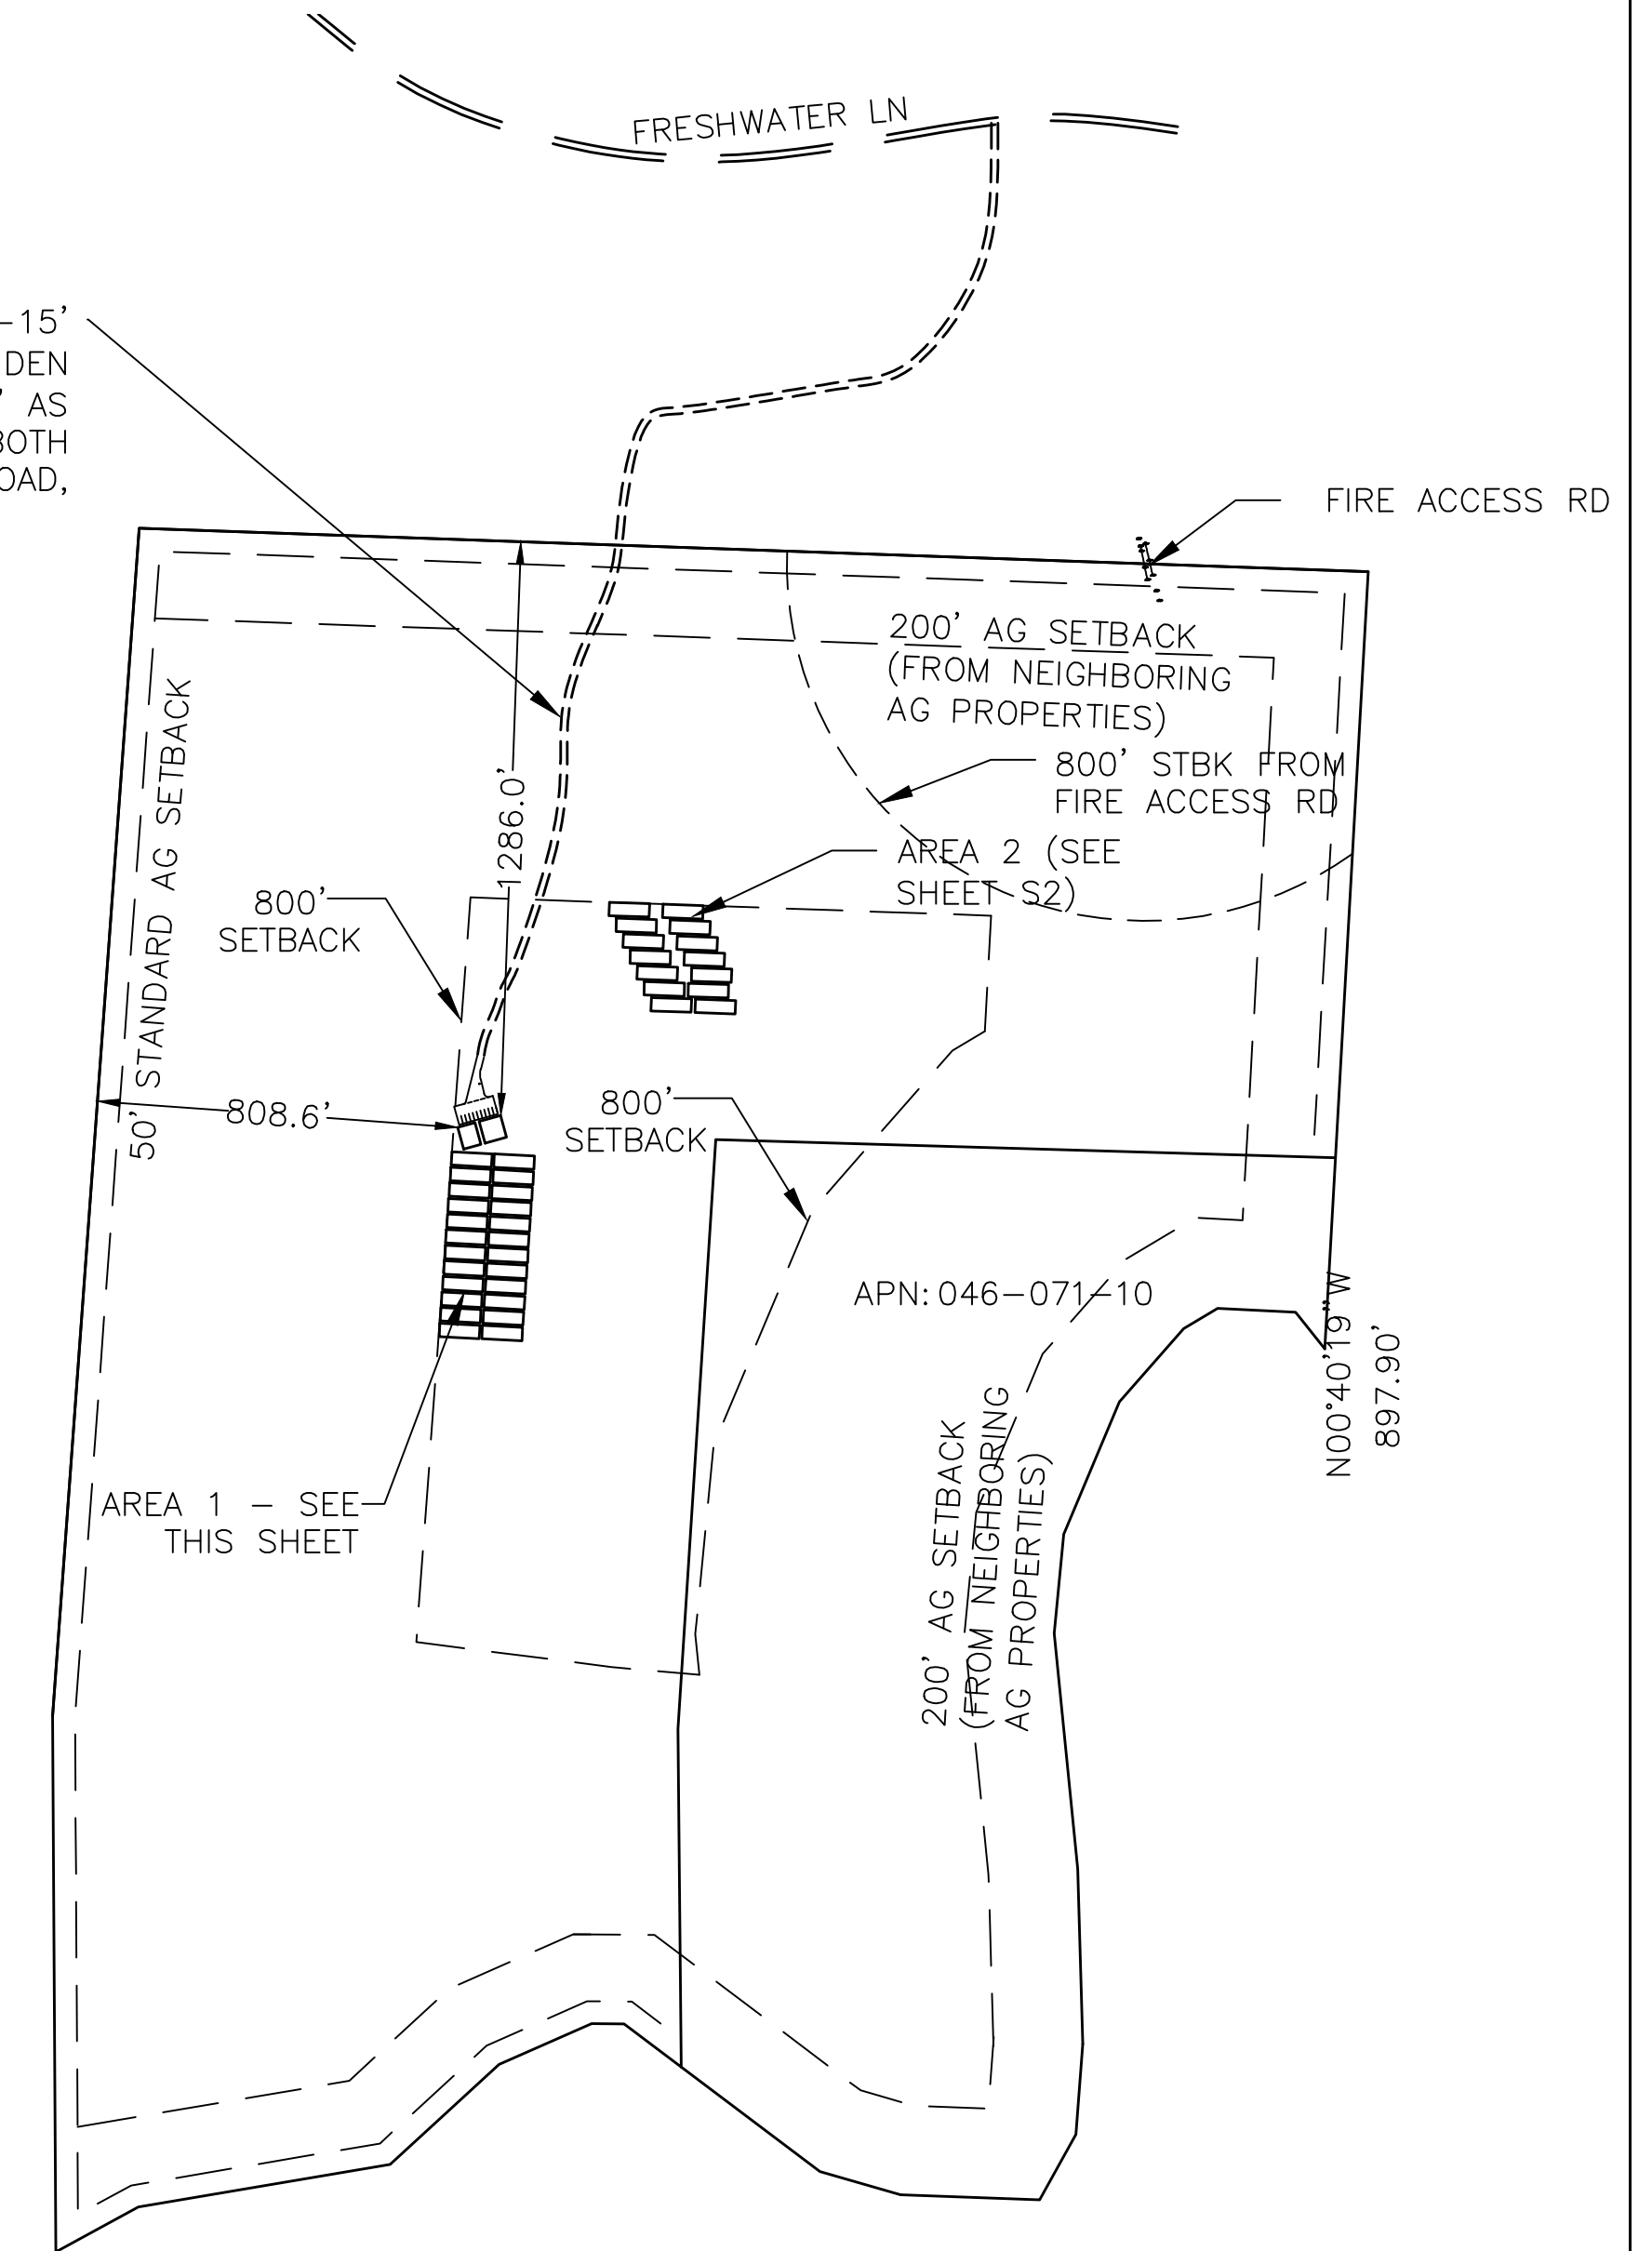 FRESHWATER LN
-15'
DEN
' AS
BOTH
OAD,
FIRE ACCESS RD
200' AG SETBACK
(FROM NEIGHBORING
AG PROPERTIES)
800' STBK FROM
FIRE ACCESS RD
1286.0'
50' STANDARD AG SETBACK
AREA 2 (SEE
SHEET S2)
800'
SETBACK
808.6'
800'
SETBACK
APN: 046-071-10
N00°40'19" W
897.90'
200' AG SETBACK
(FROM NEIGHBORING
AG PROPERTIES)
AREA 1 - SEE
THIS SHEET